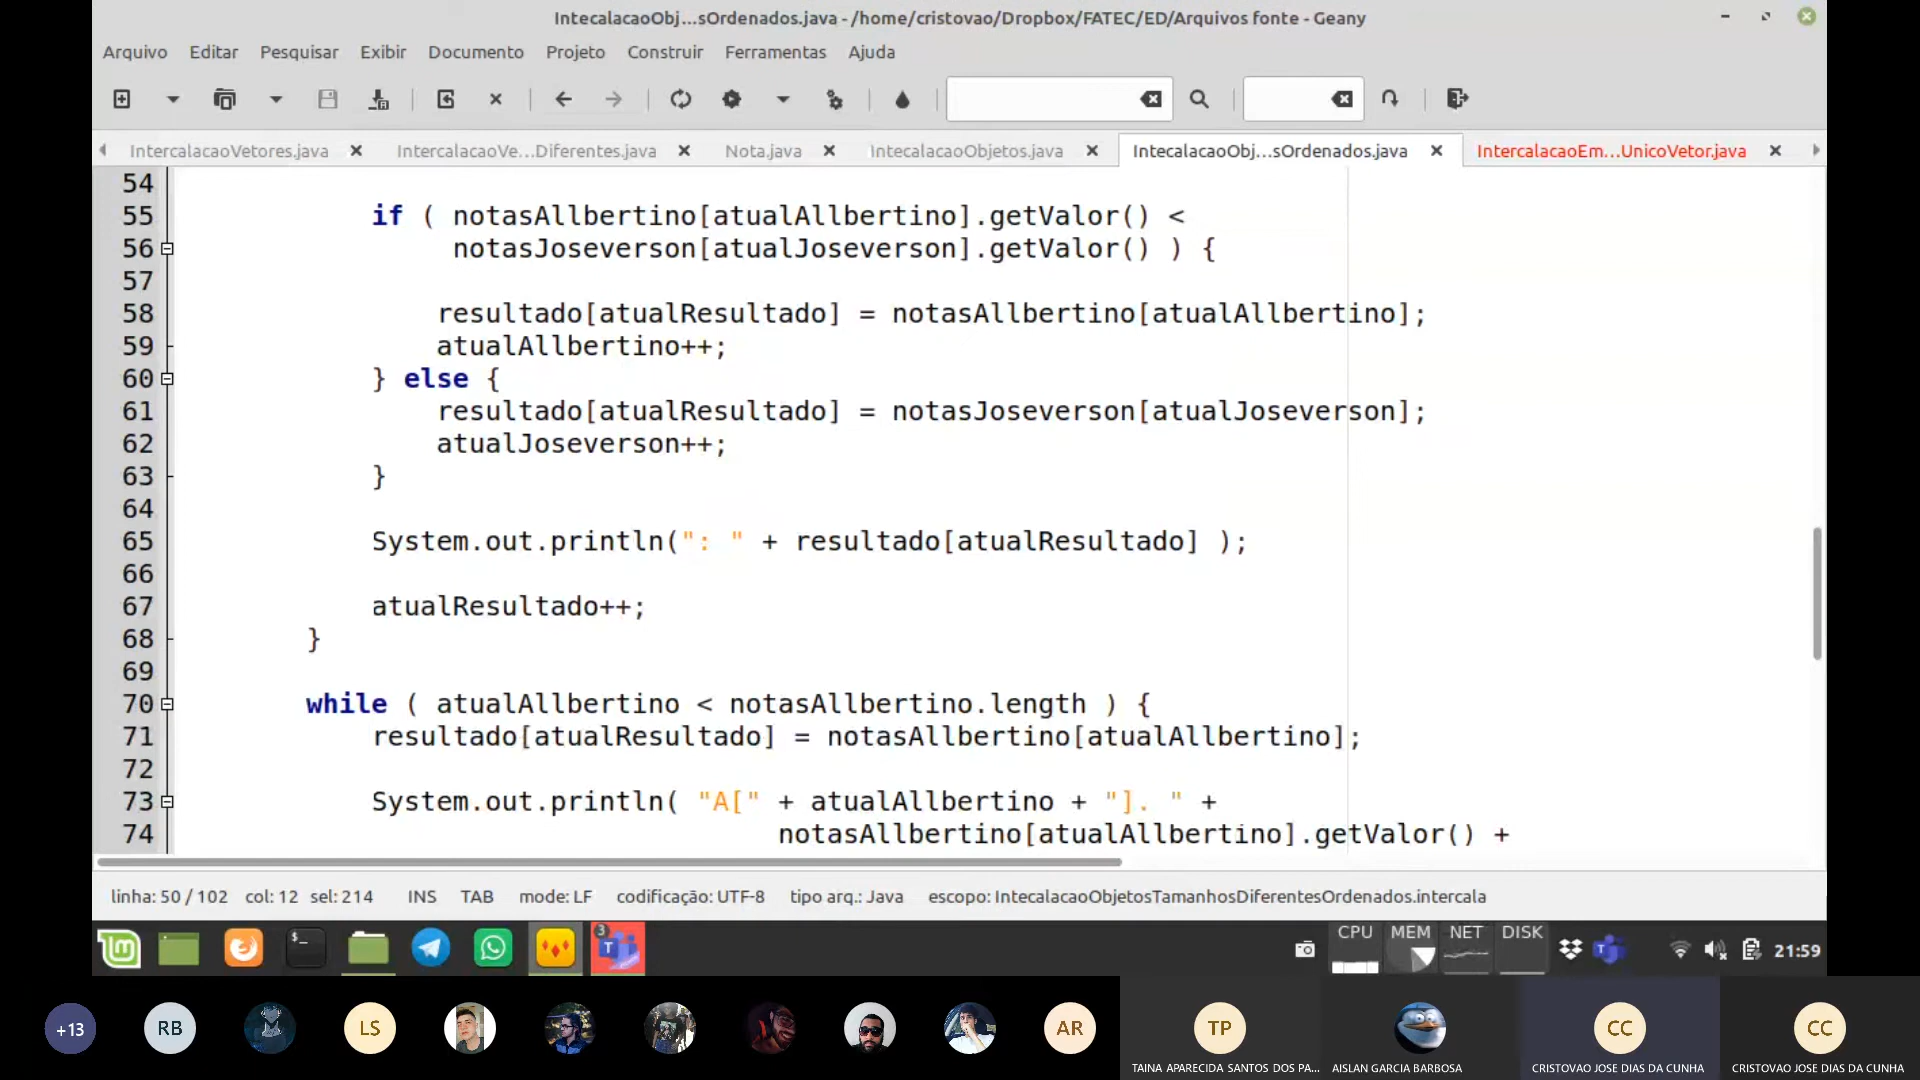 IntecalacaoObj...sOrdenados.java - /home/cristovao/Dropbox/FATEC/ED/Arquivos fonte - Geany
Arquivo Editar Pesquisar Exibir Documento Projeto Construir Ferramentas Ajuda
IntercalacaoVetores.java IntercalacaoVe...Diferentes.java Nota.java IntecalacaoObjetos.java IntecalacaoObj...sOrdenados.java IntercalacaoEm...UnicoVetor.java
54
55 if ( notasAllbertino[atualAllbertino].getValor() <
56 notasJoseverson[atualJoseverson].getValor() ) {
57
58 resultado[atualResultado] = notasAllbertino[atualAllbertino];
59 atualAllbertino++;
60 } else {
61 resultado[atualResultado] = notasJoseverson[atualJoseverson];
62 atualJoseverson++;
63 }
64
65 System.out.println(": " + resultado[atualResultado] );
66
67 atualResultado++;
68 }
69
70 while ( atualAllbertino < notasAllbertino.length ) {
71 resultado[atualResultado] = notasAllbertino[atualAllbertino];
72
73 System.out.println( "A[" + atualAllbertino + "]. " +
74 notasAllbertino[atualAllbertino].getValor() +
linha: 50 / 102 col: 12 sel: 214 INS TAB mode: LF codificação: UTF-8 tipo arq.: Java escopo: IntecalacaoObjetosTamanhosDiferentesOrdenados.intercala
3 CPU MEM NET DISK 21:59
+13 RB LS AR TP CC CC
TAINA APARECIDA SANTOS DOS PA... AISLAN GARCIA BARBOSA CRISTOVAO JOSE DIAS DA CUNHA CRISTOVAO JOSE DIAS DA CUNHA